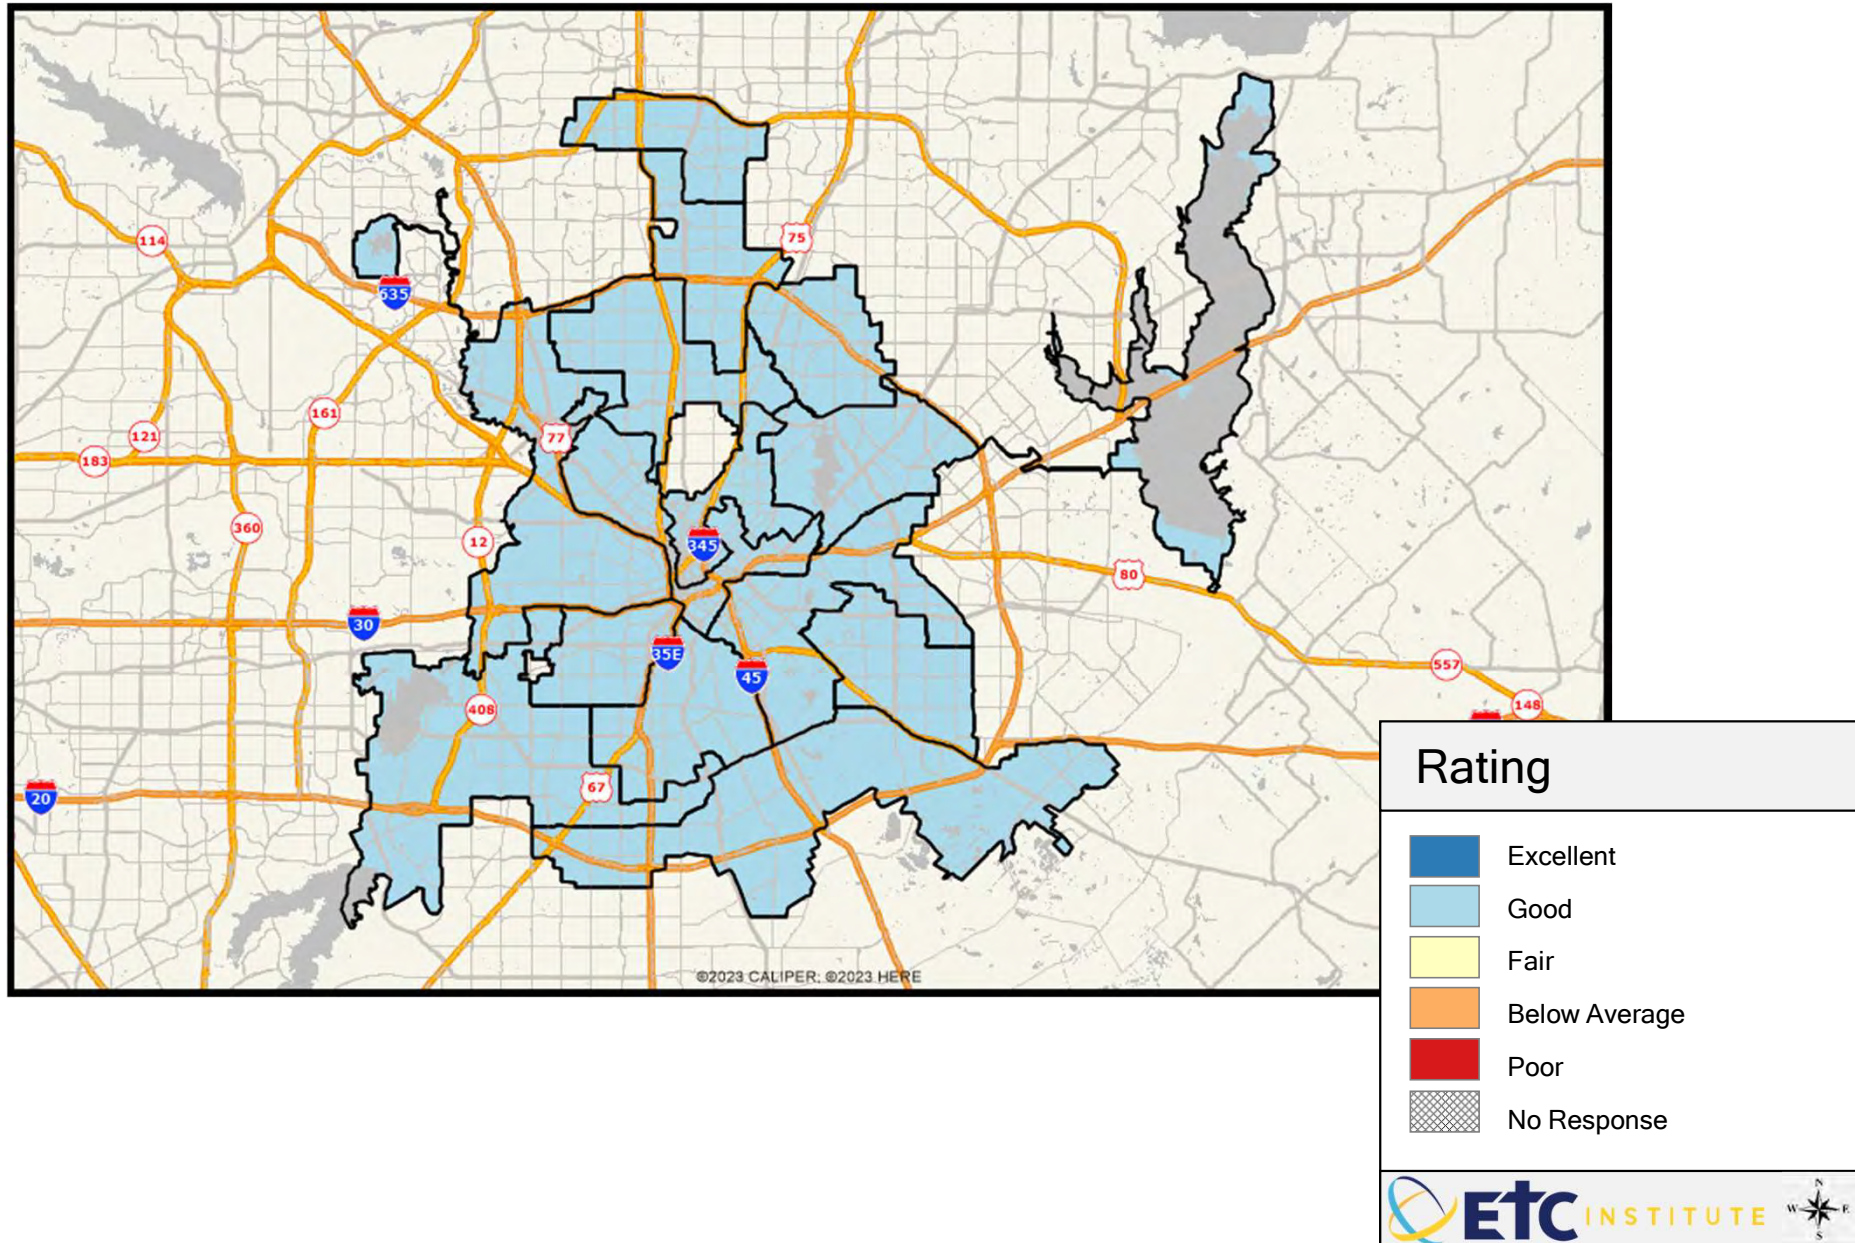 114
75
635
161
121
77
183
360
12
345
80
30
35E
45
557
408
148
67
20
©2023 CALIPER; ©2023 HERE
Rating
Excellent
Good
Fair
Below Average
Poor
No Response
N
W E
S
ETC INSTITUTE